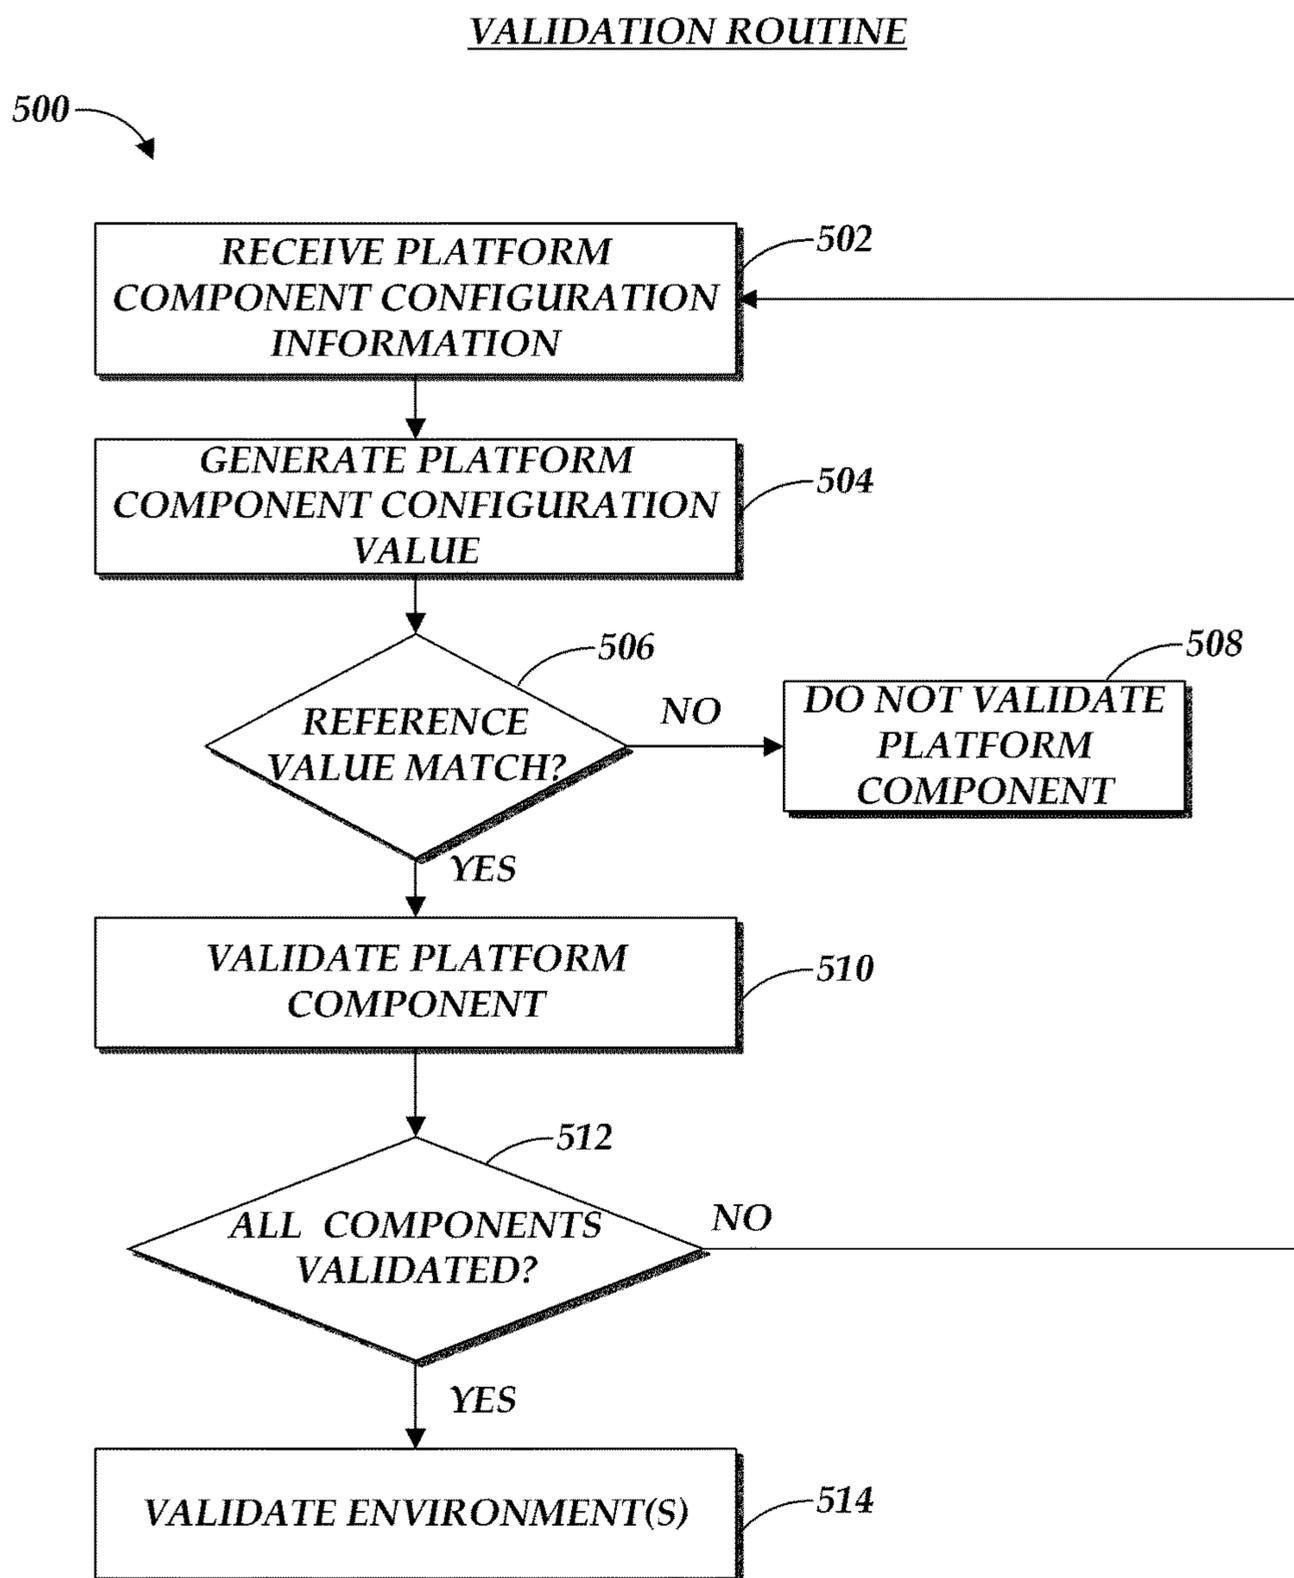 VALIDATION ROUTINE
500
RECEIVE PLATFORM
COMPONENT CONFIGURATION
INFORMATION
502
GENERATE PLATFORM
COMPONENT CONFIGURATION
VALUE
504
REFERENCE
VALUE MATCH?
506
NO
DO NOT VALIDATE
PLATFORM
COMPONENT
508
YES
VALIDATE PLATFORM
COMPONENT
510
ALL COMPONENTS
VALIDATED?
512
NO
YES
VALIDATE ENVIRONMENT(S)
514